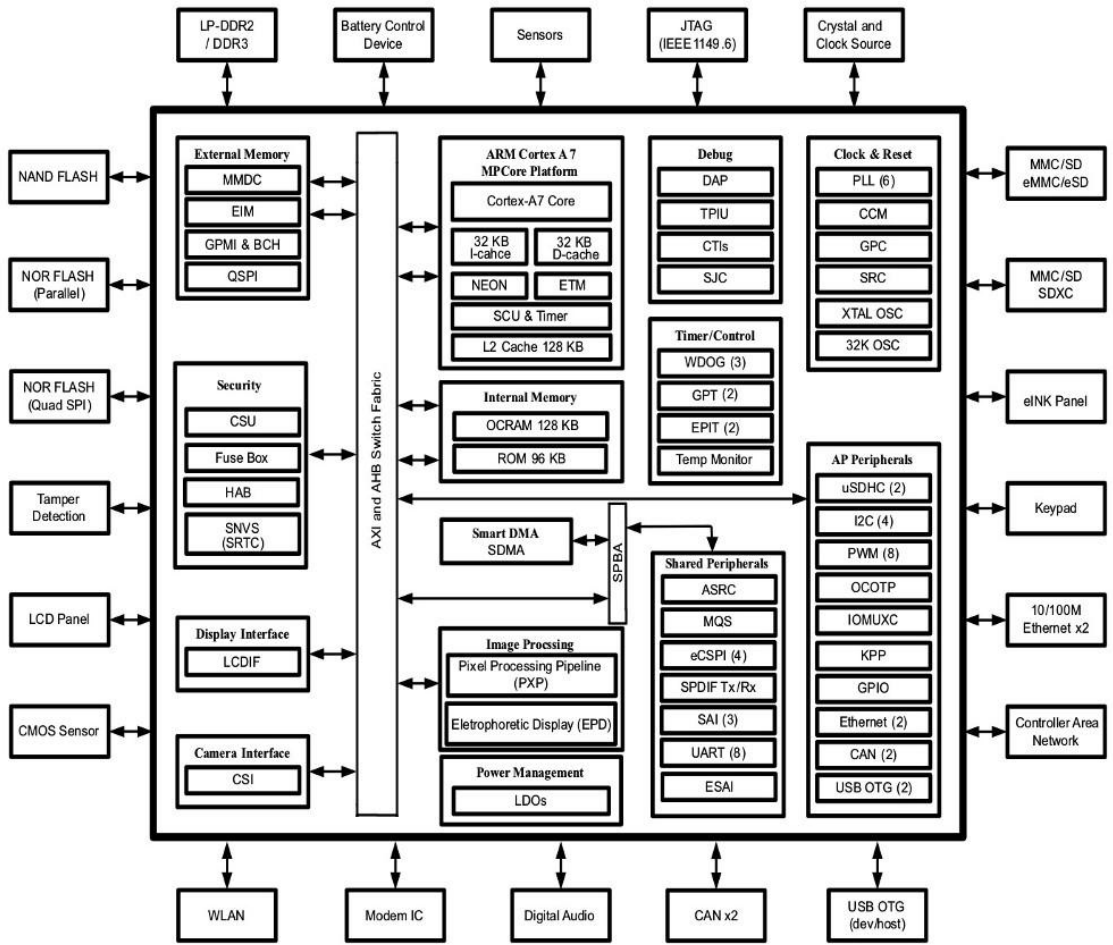 LP-DDR2
/ DDR3
Battery Control
Device
Sensors
JTAG
(IEEE1149.6)
Crystal and
Clock Source
NAND FLASH
NOR FLASH
(Parallel)
NOR FLASH
(Quad SPI)
Tamper
Detection
LCD Panel
CMOS Sensor
External Memory
MMDC
EIM
GPMI & BCH
QSPI
Security
CSU
Fuse Box
HAB
SNVS
(SRTC)
Display Interface
LCDIF
Camera Interface
CSI
AXI and AHB Switch Fabric
ARM Cortex A 7
MPCore Platform
Cortex-A7 Core
32 KB
I-cahce
32 KB
D-cache
NEON
ETM
SCU & Timer
L2 Cache 128 KB
Internal Memory
OCRAM 128 KB
ROM 96 KB
Smart DMA
SDMA
SPBA
Image Procssing
Pixel Processing Pipeline
(PXP)
Eletrophoretic Display (EPD)
Power Management
LDOs
Debug
DAP
TPIU
CTIs
SJC
Timer/Control
WDOG (3)
GPT (2)
EPIT (2)
Temp Monitor
Shared Peripherals
ASRC
MQS
eCSPI (4)
SPDIF Tx/Rx
SAI (3)
UART (8)
ESAI
Clock & Reset
PLL (6)
CCM
GPC
SRC
XTAL OSC
32K OSC
AP Peripherals
uSDHC (2)
I2C (4)
PWM (8)
OCOTP
IOMUXC
KPP
GPIO
Ethernet (2)
CAN (2)
USB OTG (2)
MMC/SD
eMMC/eSD
MMC/SD
SDXC
eINK Panel
Keypad
10/100M
Ethernet x2
Controller Area
Network
WLAN
Modem IC
Digital Audio
CAN x2
USB OTG
(dev/host)